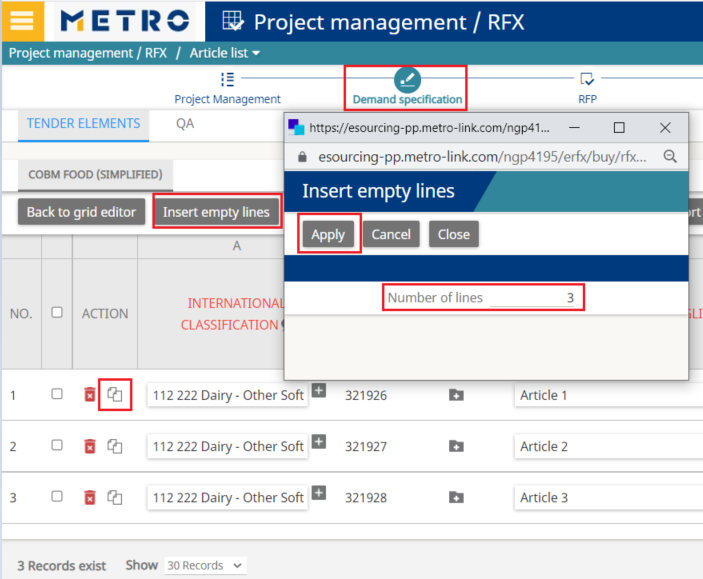 METRO
Project management / RFX
Project management / RFX / Article list
Project Management
Demand specification
RFP
TENDER ELEMENTS
QA
https://esourcing-pp.metro-link.com/ngp41...
esourcing-pp.metro-link.com/ngp4195/erfx/buy/rfx...
COBM FOOD (SIMPLIFIED)
Insert empty lines
Back to grid editor
Insert empty lines
Apply
Cancel
Close
A
Number of lines 3
NO.
ACTION
INTERNATIONAL
CLASSIFICATION
1 112 222 Dairy - Other Soft 321926 Article 1
2 112 222 Dairy - Other Soft 321927 Article 2
3 112 222 Dairy - Other Soft 321928 Article 3
3 Records exist Show 30 Records